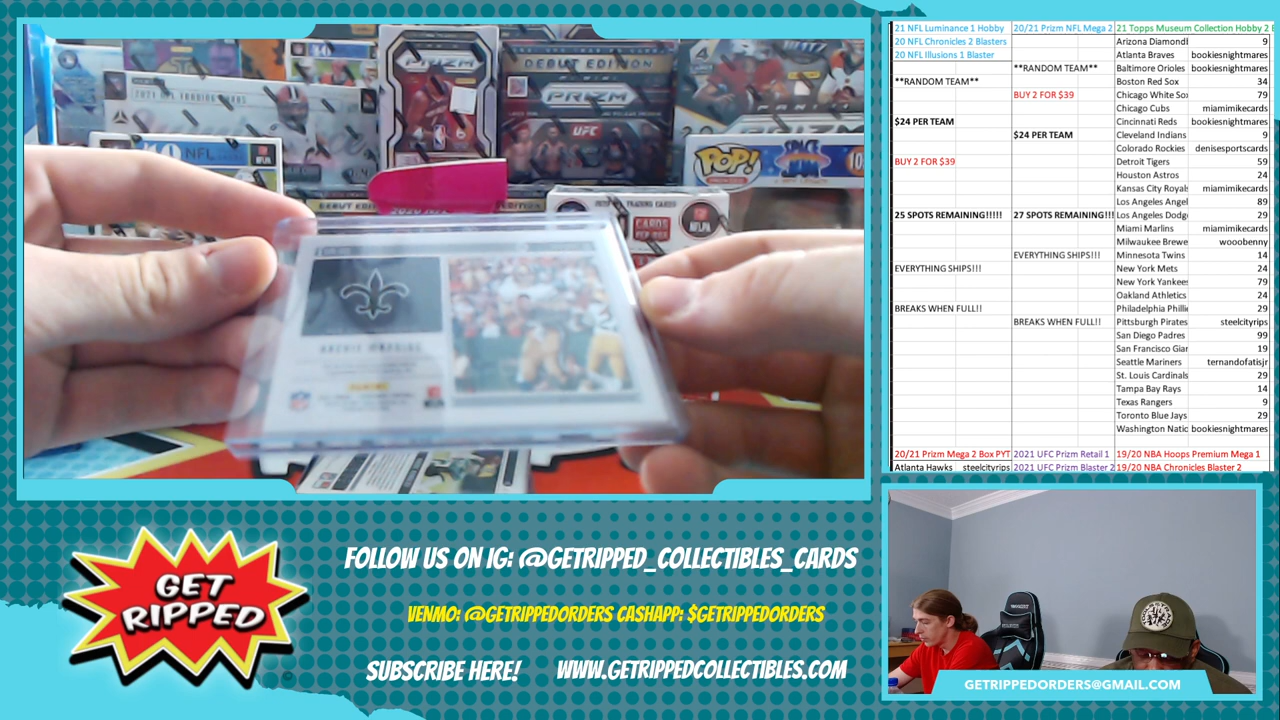 21 NFL Luminance 1 Hobby
20 NFL Chronicles 2 Blasters
20 NFL Illusions 1 Blaster
**RANDOM TEAM**
$24 PER TEAM
BUY 2 FOR $39
25 SPOTS REMAINING!!!!!
EVERYTHING SHIPS!!!
BREAKS WHEN FULL!!
20/21 Prizm NFL Mega 2
**RANDOM TEAM**
BUY 2 FOR $39
$24 PER TEAM
27 SPOTS REMAINING!!!
EVERYTHING SHIPS!!!
BREAKS WHEN FULL!!
21 Topps Museum Collection Hobby 2
Arizona Diamondl 9
Atlanta Braves bookiesnightmares
Baltimore Orioles bookiesnightmares
Boston Red Sox 34
Chicago White Sox 79
Chicago Cubs miamimikecards
Cincinnati Reds bookiesnightmares
Cleveland Indians 9
Colorado Rockies denisesportscards
Detroit Tigers 59
Houston Astros 24
Kansas City Royals miamimikecards
Los Angeles Angel 89
Los Angeles Dodge 29
Miami Marlins miamimikecards
Milwaukee Brewe wooobenny
Minnesota Twins 14
New York Mets 24
New York Yankees 79
Oakland Athletics 24
Philadelphia Phillie 29
Pittsburgh Pirates steelcityrips
San Diego Padres 99
San Francisco Giar 19
Seattle Mariners ternandofatisjr
St. Louis Cardinals 29
Tampa Bay Rays 14
Texas Rangers 9
Toronto Blue Jays 29
Washington Natic bookiesnightmares
20/21 Prizm Mega 2 Box PYT
2021 UFC Prizm Retail 1
19/20 NBA Hoops Premium Mega 1
Atlanta Hawks steelcityrips
2021 UFC Prizm Blaster 2
19/20 NBA Chronicles Blaster 2
PRIZM
DEBUT EDITION
PRIZM
UFC
PANINI
NFL
POP!
SPACE JAM
CARDS PER BOX
GET RIPPED
FOLLOW US ON IG: @GETRIPPED_COLLECTIBLES_CARDS
VENMO: @GETRIPPEDORDERS CASHAPP: $GETRIPPEDORDERS
SUBSCRIBE HERE! WWW.GETRIPPEDCOLLECTIBLES.COM
GETRIPPEDORDERS@GMAIL.COM